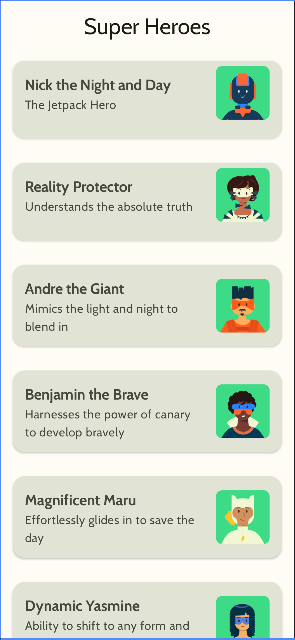 Super Heroes
Nick the Night and Day
The Jetpack Hero
Reality Protector
Understands the absolute truth
Andre the Giant
Mimics the light and night to
blend in
Benjamin the Brave
Harnesses the power of canary
to develop bravely
Magnificent Maru
Effortlessly glides in to save the
day
Dynamic Yasmine
Ability to shift to any form and